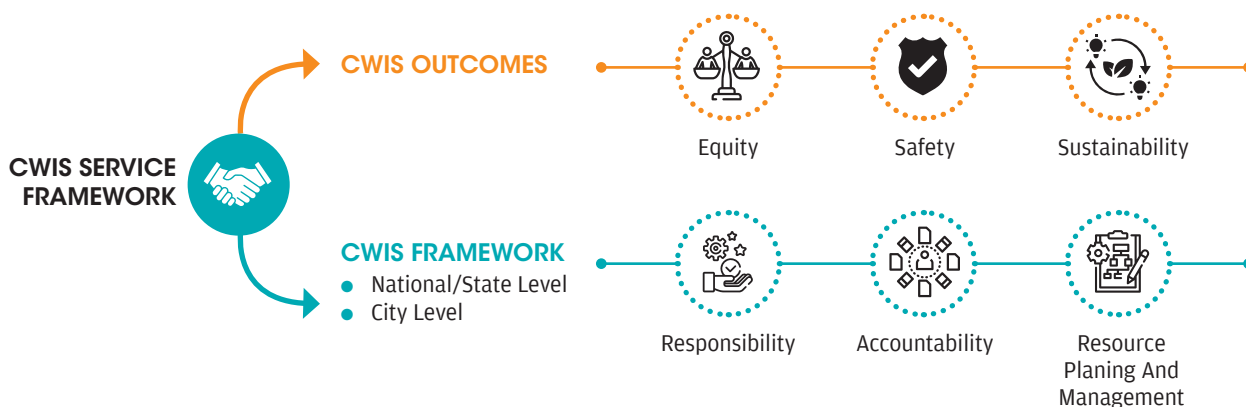 CWIS SERVICE
FRAMEWORK
CWIS OUTCOMES
Equity
Safety
Sustainability
CWIS FRAMEWORK
National/State Level
City Level
Responsibility
Accountability
Resource
Planing And
Management